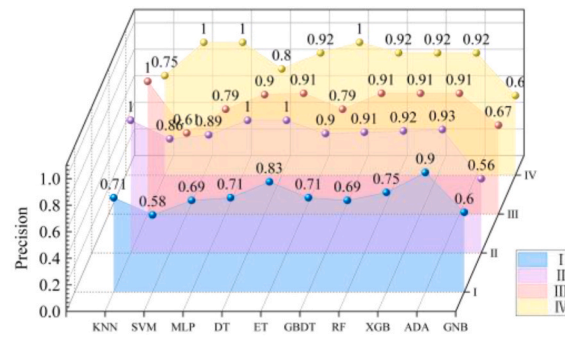 0.75 1 1 0.8 0.92 1 0.92 0.92 0.92 0.6
1 0.79 0.9 0.91 0.79 0.91 0.91 0.91 0.67
1 0.86 0.89 1 1 0.9 0.91 0.92 0.93 0.56
0.71 0.58 0.69 0.71 0.83 0.71 0.69 0.75 0.9 0.6
Precision
1.0
0.8
0.6
0.4
0.2
0.0
KNN SVM MLP DT ET GBDT RF XGB ADA GNB
IV
III
II
I
I
II
III
IV